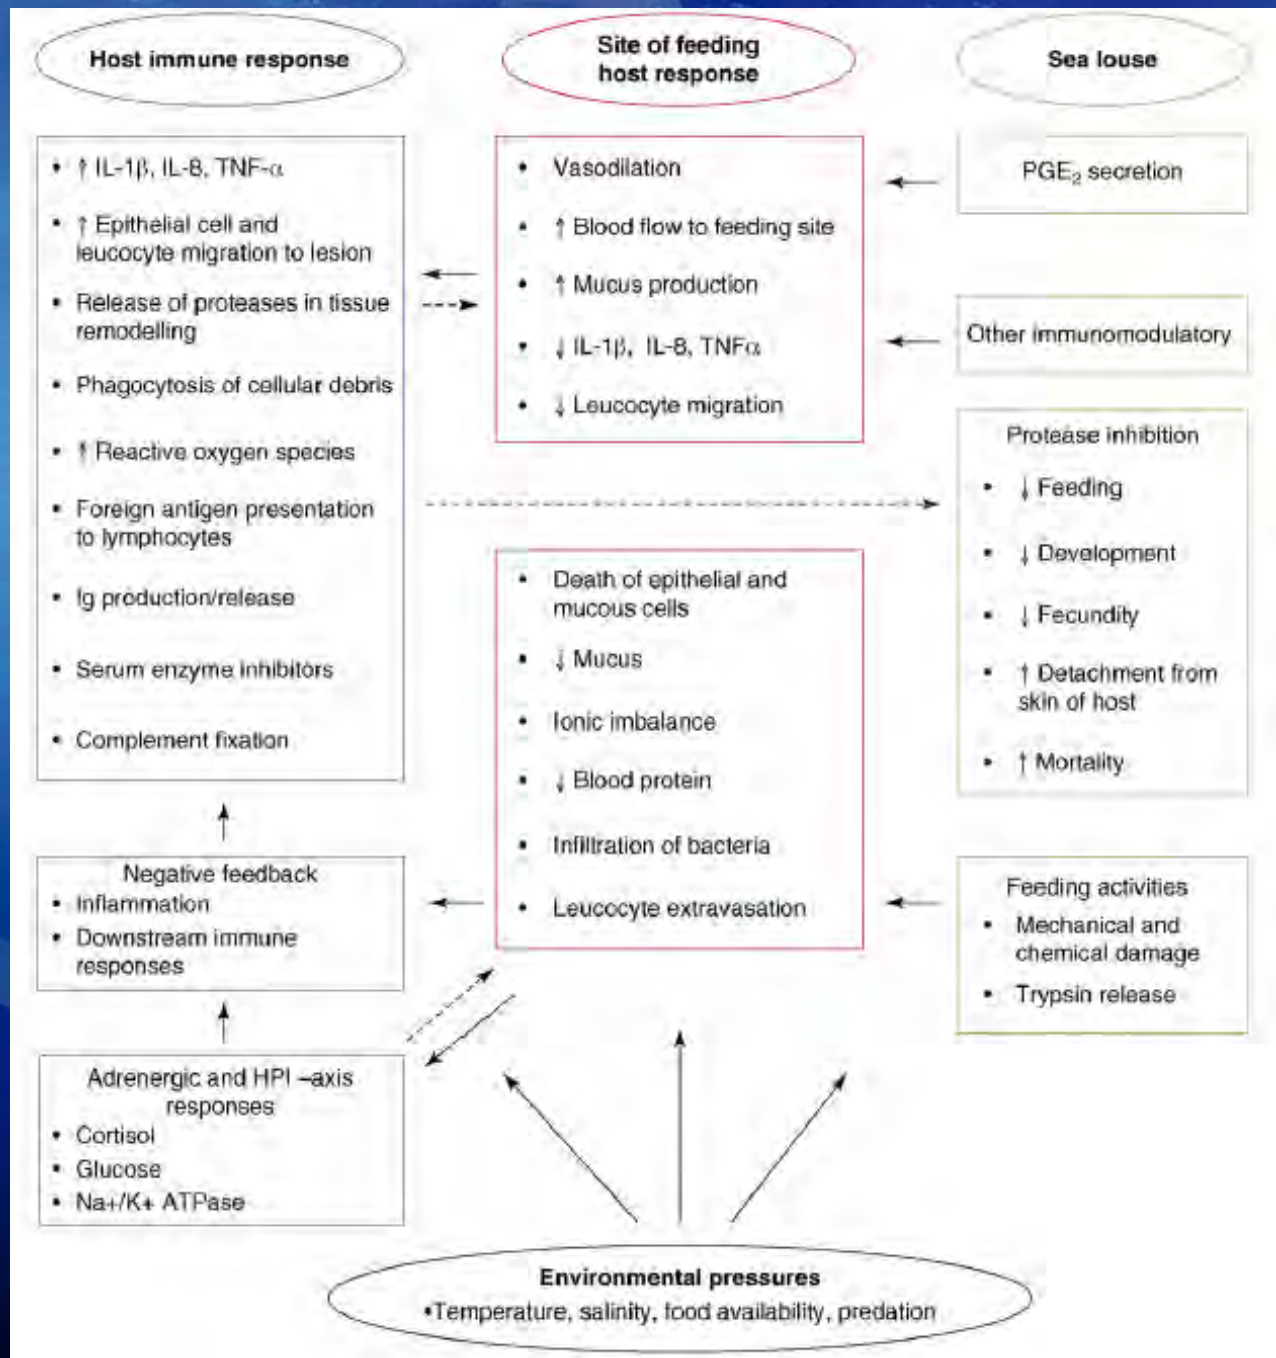 Host immune response
Site of feeding
host response
Sea louse
• ↑ IL-1β, IL-8, TNF-α
• ↑ Epithelial cell and
leucocyte migration to lesion
• Release of proteases in tissue
remodelling
• Phagocytosis of cellular debris
• ↑ Reactive oxygen species
• Foreign antigen presentation
to lymphocytes
• Ig production/release
• Serum enzyme inhibitors
• Complement fixation
• Vasodilation
• ↑ Blood flow to feeding site
• ↑ Mucus production
• ↓ IL-1β, IL-8, TNFα
• ↓ Leucocyte migration
PGE₂ secretion
Other immunomodulatory
Protease inhibition
• ↓ Feeding
• ↓ Development
• ↓ Fecundity
• ↑ Detachment from
skin of host
• ↑ Mortality
• Death of epithelial and
mucous cells
• ↓ Mucus
• Ionic imbalance
• ↓ Blood protein
• Infiltration of bacteria
• Leucocyte extravasation
Negative feedback
• Inflammation
• Downstream immune
responses
Feeding activities
• Mechanical and
chemical damage
• Trypsin release
Adrenergic and HPI –axis
responses
• Cortisol
• Glucose
• Na+/K+ ATPase
Environmental pressures
•Temperature, salinity, food availability, predation